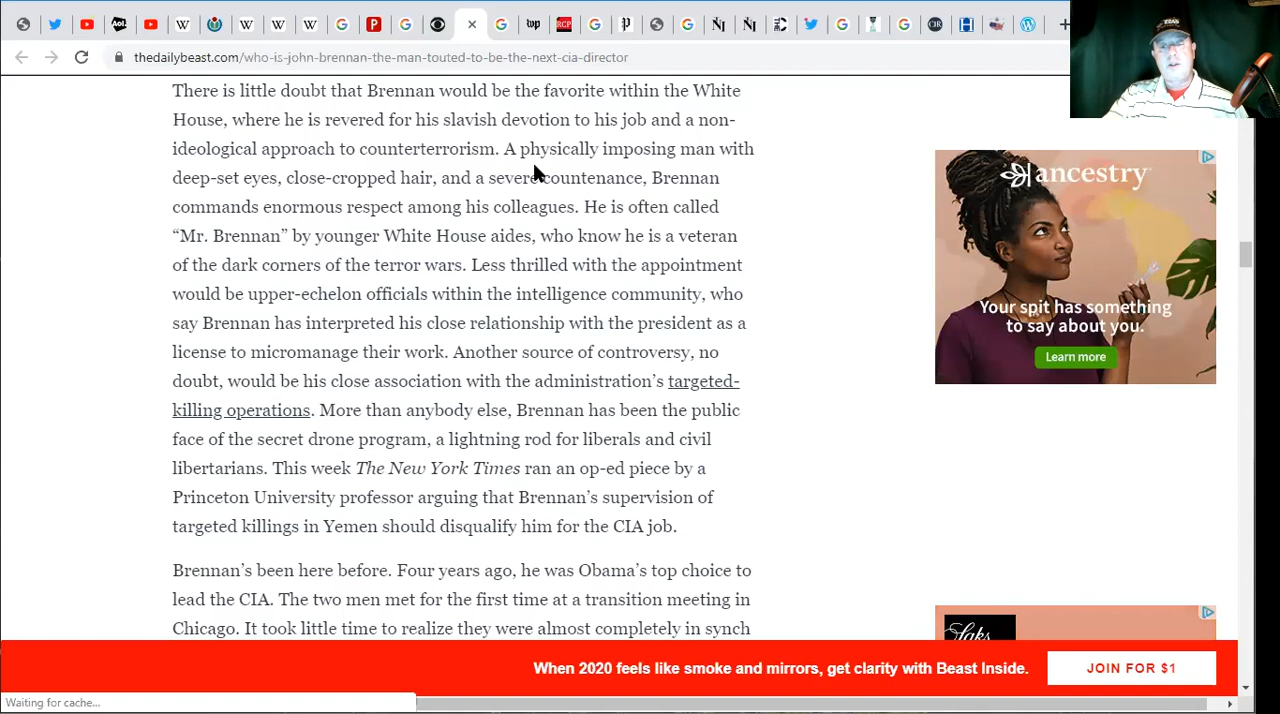 thedailybeast.com/who-is-john-brennan-the-man-touted-to-be-the-next-cia-director
There is little doubt that Brennan would be the favorite within the White
House, where he is revered for his slavish devotion to his job and a non-
ideological approach to counterterrorism. A physically imposing man with
deep-set eyes, close-cropped hair, and a severe countenance, Brennan
commands enormous respect among his colleagues. He is often called
“Mr. Brennan” by younger White House aides, who know he is a veteran
of the dark corners of the terror wars. Less thrilled with the appointment
would be upper-echelon officials within the intelligence community, who
say Brennan has interpreted his close relationship with the president as a
license to micromanage their work. Another source of controversy, no
doubt, would be his close association with the administration’s targeted-
killing operations. More than anybody else, Brennan has been the public
face of the secret drone program, a lightning rod for liberals and civil
libertarians. This week The New York Times ran an op-ed piece by a
Princeton University professor arguing that Brennan’s supervision of
targeted killings in Yemen should disqualify him for the CIA job.
Brennan’s been here before. Four years ago, he was Obama’s top choice to
lead the CIA. The two men met for the first time at a transition meeting in
Chicago. It took little time to realize they were almost completely in synch
ancestry
Your spit has something
to say about you.
Learn more
Saks
When 2020 feels like smoke and mirrors, get clarity with Beast Inside.
JOIN FOR $1
Waiting for cache...